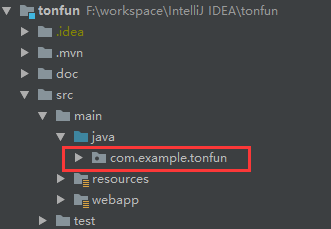 tonfun F:\workspace\IntelliJ IDEA\tonfun
.idea
.mvn
doc
src
main
java
com.example.tonfun
resources
webapp
test